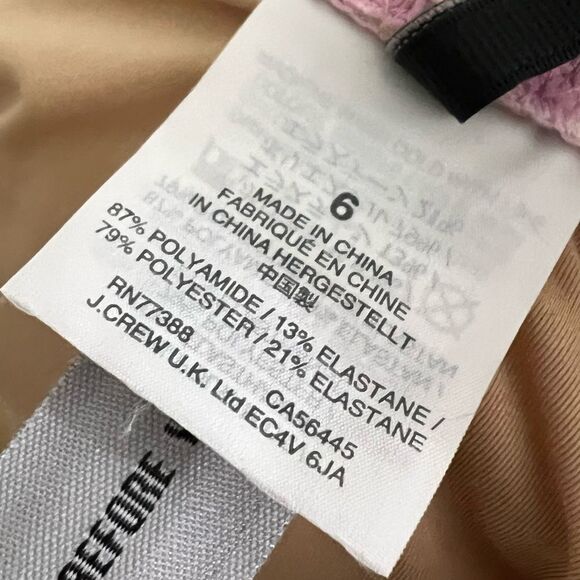 6
MADE IN CHINA
FABRIQUÉ EN CHINE
IN CHINA HERGESTELLT
中国製
87% POLYAMIDE / 13% ELASTANE /
79% POLYESTER / 21% ELASTANE
RN77388 CA56445
J.CREW U.K. Ltd EC4V 6JA
BEFORE